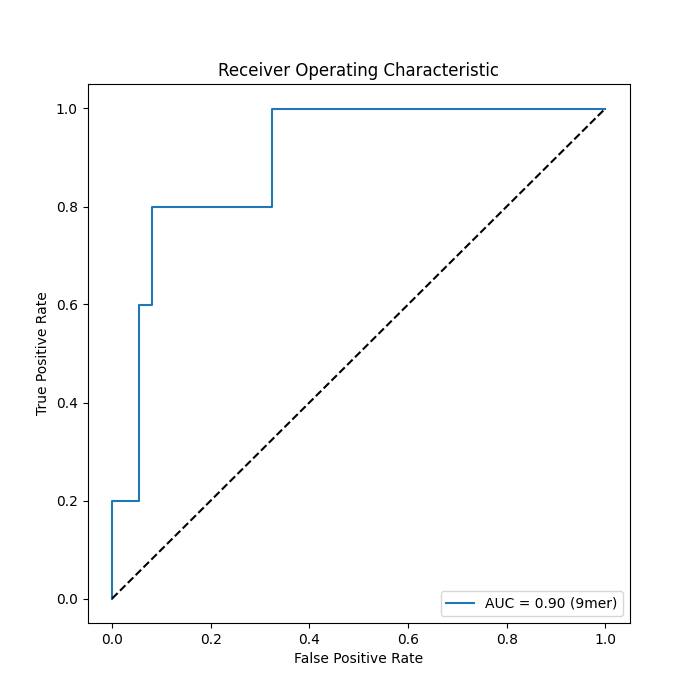 Receiver Operating Characteristic
True Positive Rate
1.0
0.8
0.6
0.4
0.2
0.0
AUC = 0.90 (9mer)
0.0 0.2 0.4 0.6 0.8 1.0
False Positive Rate